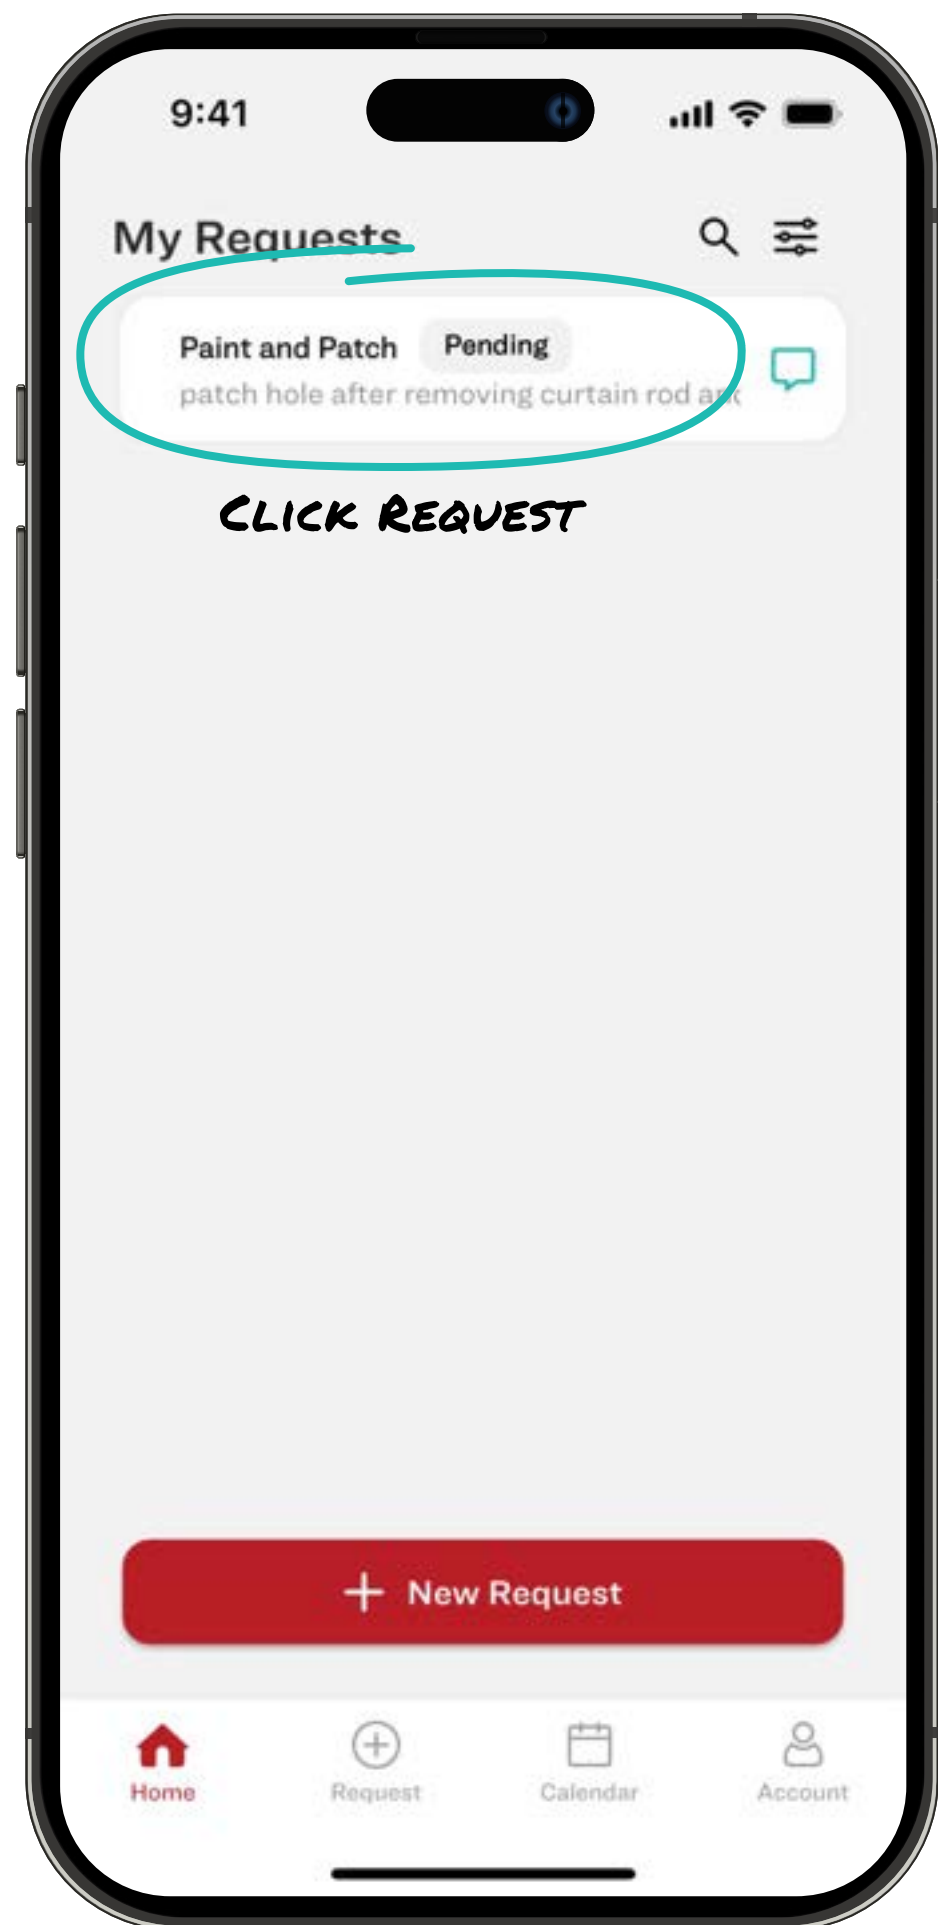 9:41
My Requests
Paint and Patch Pending
patch hole after removing curtain rod and
CLICK REQUEST
+ New Request
Home Request Calendar Account